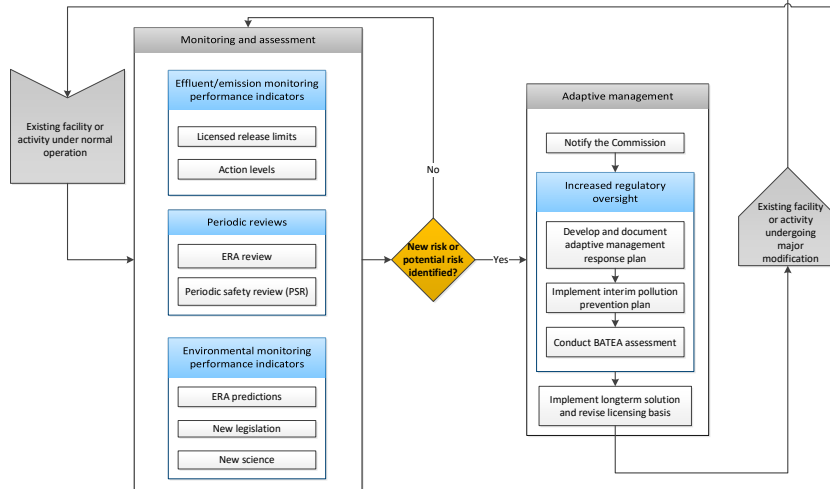 Monitoring and assessment
Existing facility or
activity under normal
operation
Effluent/emission monitoring
performance indicators
Licensed release limits
Action levels
Periodic reviews
ERA review
Periodic safety review (PSR)
Environmental monitoring
performance indicators
ERA predictions
New legislation
New science
No
New risk or
potential risk
identified?
Yes
Adaptive management
Notify the Commission
Increased regulatory
oversight
Develop and document
adaptive management
response plan
Implement interim pollution
prevention plan
Conduct BATEA assessment
Implement longterm solution
and revise licensing basis
Existing facility
or activity
undergoing
major
modification